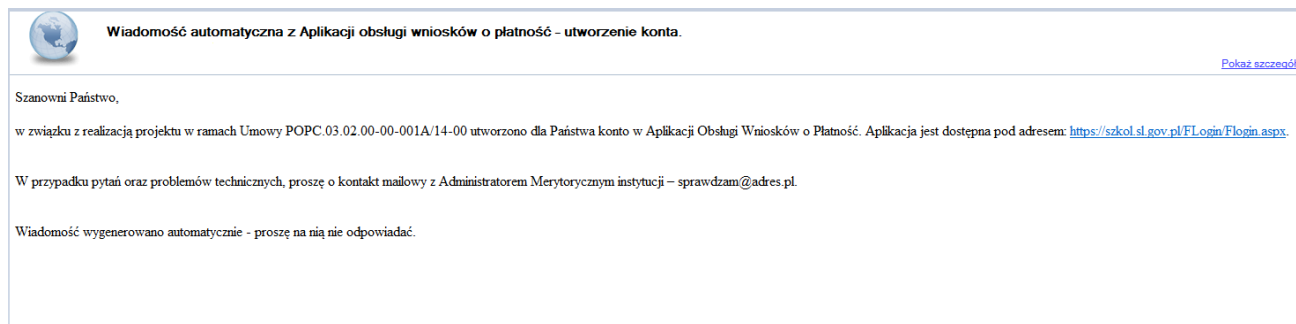 Wiadomość automatyczna z Aplikacji obsługi wniosków o płatność - utworzenie konta.
Pokaż szczegół
Szanowni Państwo,
w związku z realizacją projektu w ramach Umowy POPC.03.02.00-00-001A/14-00 utworzono dla Państwa konto w Aplikacji Obsługi Wniosków o Płatność. Aplikacja jest dostępna pod adresem: https://szkol.sl.gov.pl/FLogin/Flogin.aspx.
W przypadku pytań oraz problemów technicznych, proszę o kontakt mailowy z Administratorem Merytorycznym instytucji – sprawdzam@adres.pl.
Wiadomość wygenerowano automatycznie - proszę na nią nie odpowiadać.